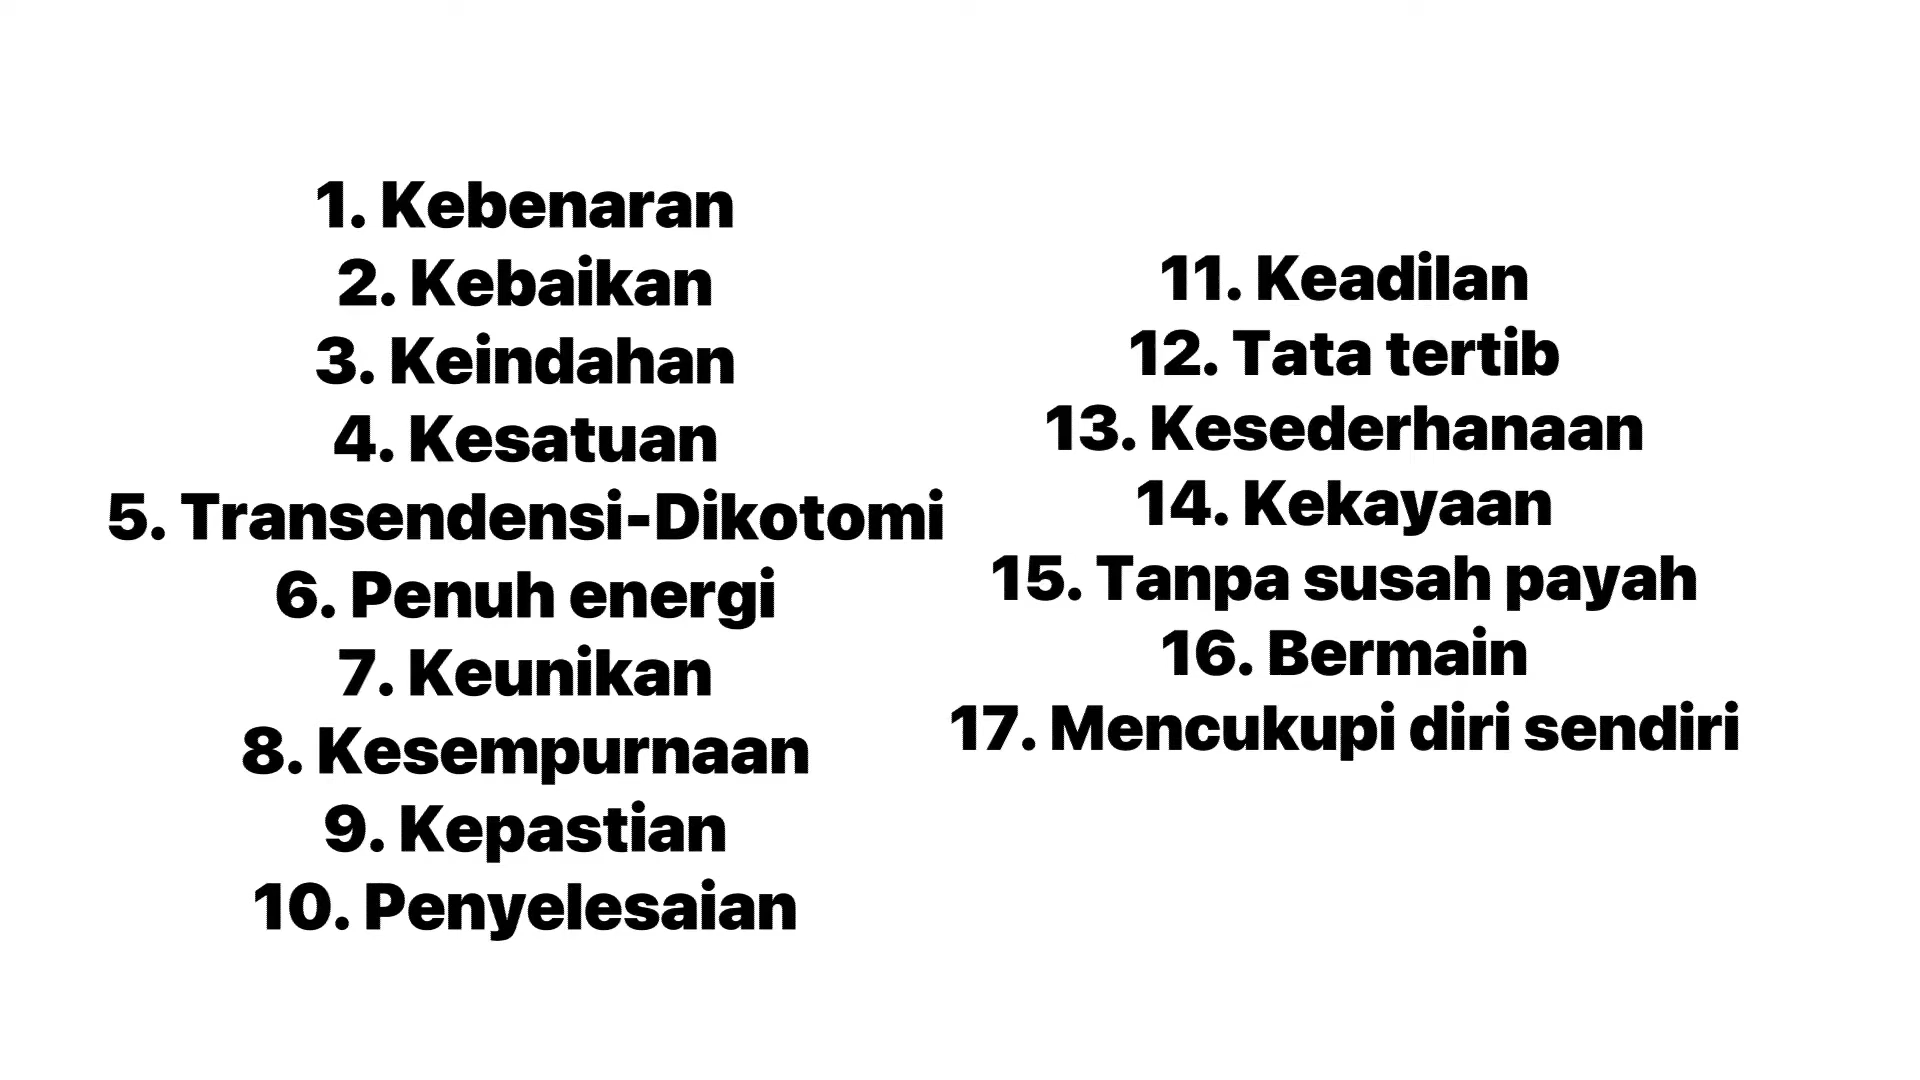 1. Kebenaran
2. Kebaikan
3. Keindahan
4. Kesatuan
5. Transendensi-Dikotomi
6. Penuh energi
7. Keunikan
8. Kesempurnaan
9. Kepastian
10. Penyelesaian
11. Keadilan
12. Tata tertib
13. Kesederhanaan
14. Kekayaan
15. Tanpa susah payah
16. Bermain
17. Mencukupi diri sendiri